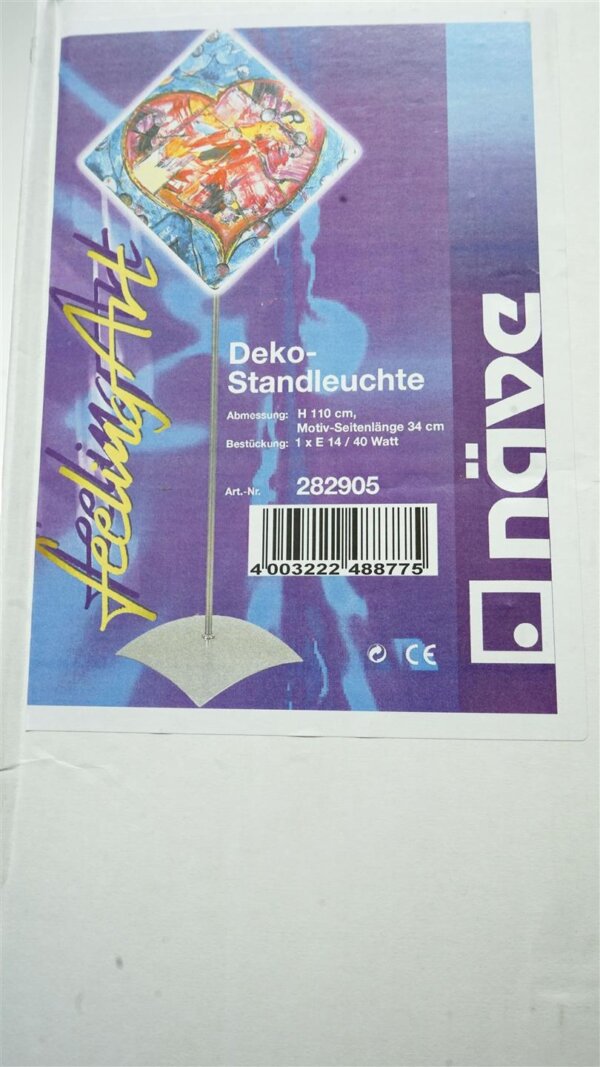 feeling Art
Deko-
Standleuchte
Abmessung: H 110 cm,
Motiv-Seitenlänge 34 cm
Bestückung: 1 x E 14 / 40 Watt
Art.-Nr. 282905
4 003222 488775
CE
näve